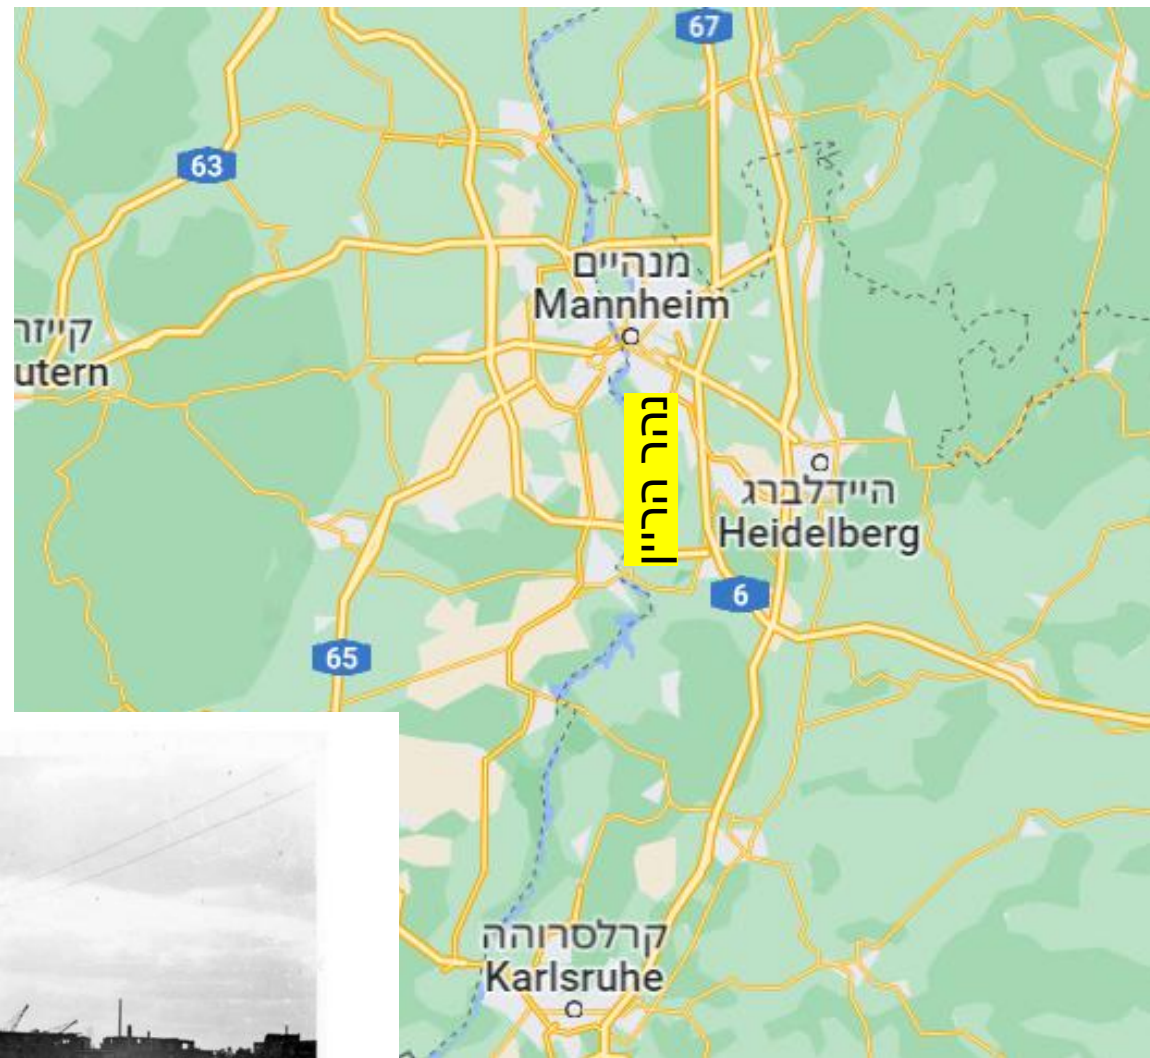 67
63
מנהיים
Mannheim
קייזר
utern
נהר הריין
היידלברג
Heidelberg
6
65
קרלסרוהה
Karlsruhe